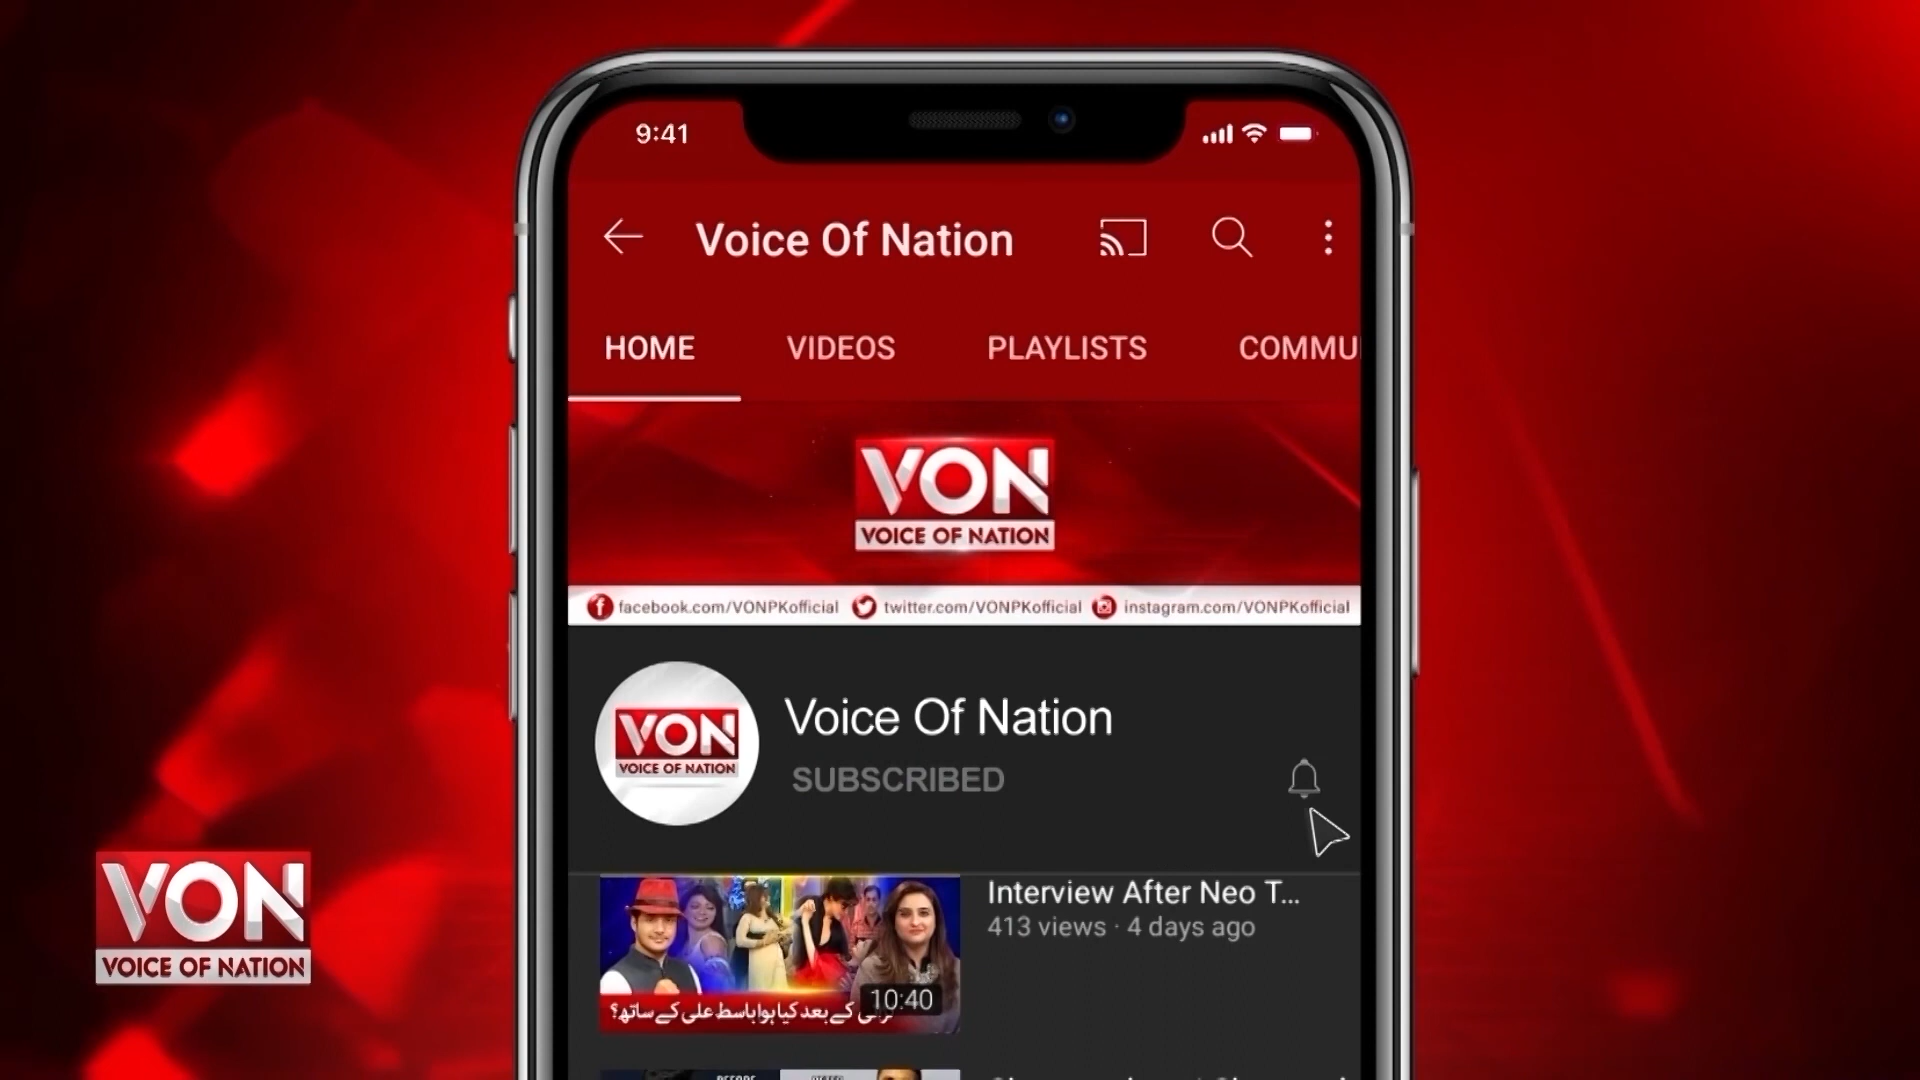 9:41
Voice Of Nation
HOME VIDEOS PLAYLISTS COMMU
VON
VOICE OF NATION
facebook.com/VONPKofficial twitter.com/VONPKofficial instagram.com/VONPKofficial
VON
VOICE OF NATION
Voice Of Nation
SUBSCRIBED
Interview After Neo T...
413 views · 4 days ago
کے بعد کیا ہوا باسط علی کے ساتھ؟
10:40
VON
VOICE OF NATION